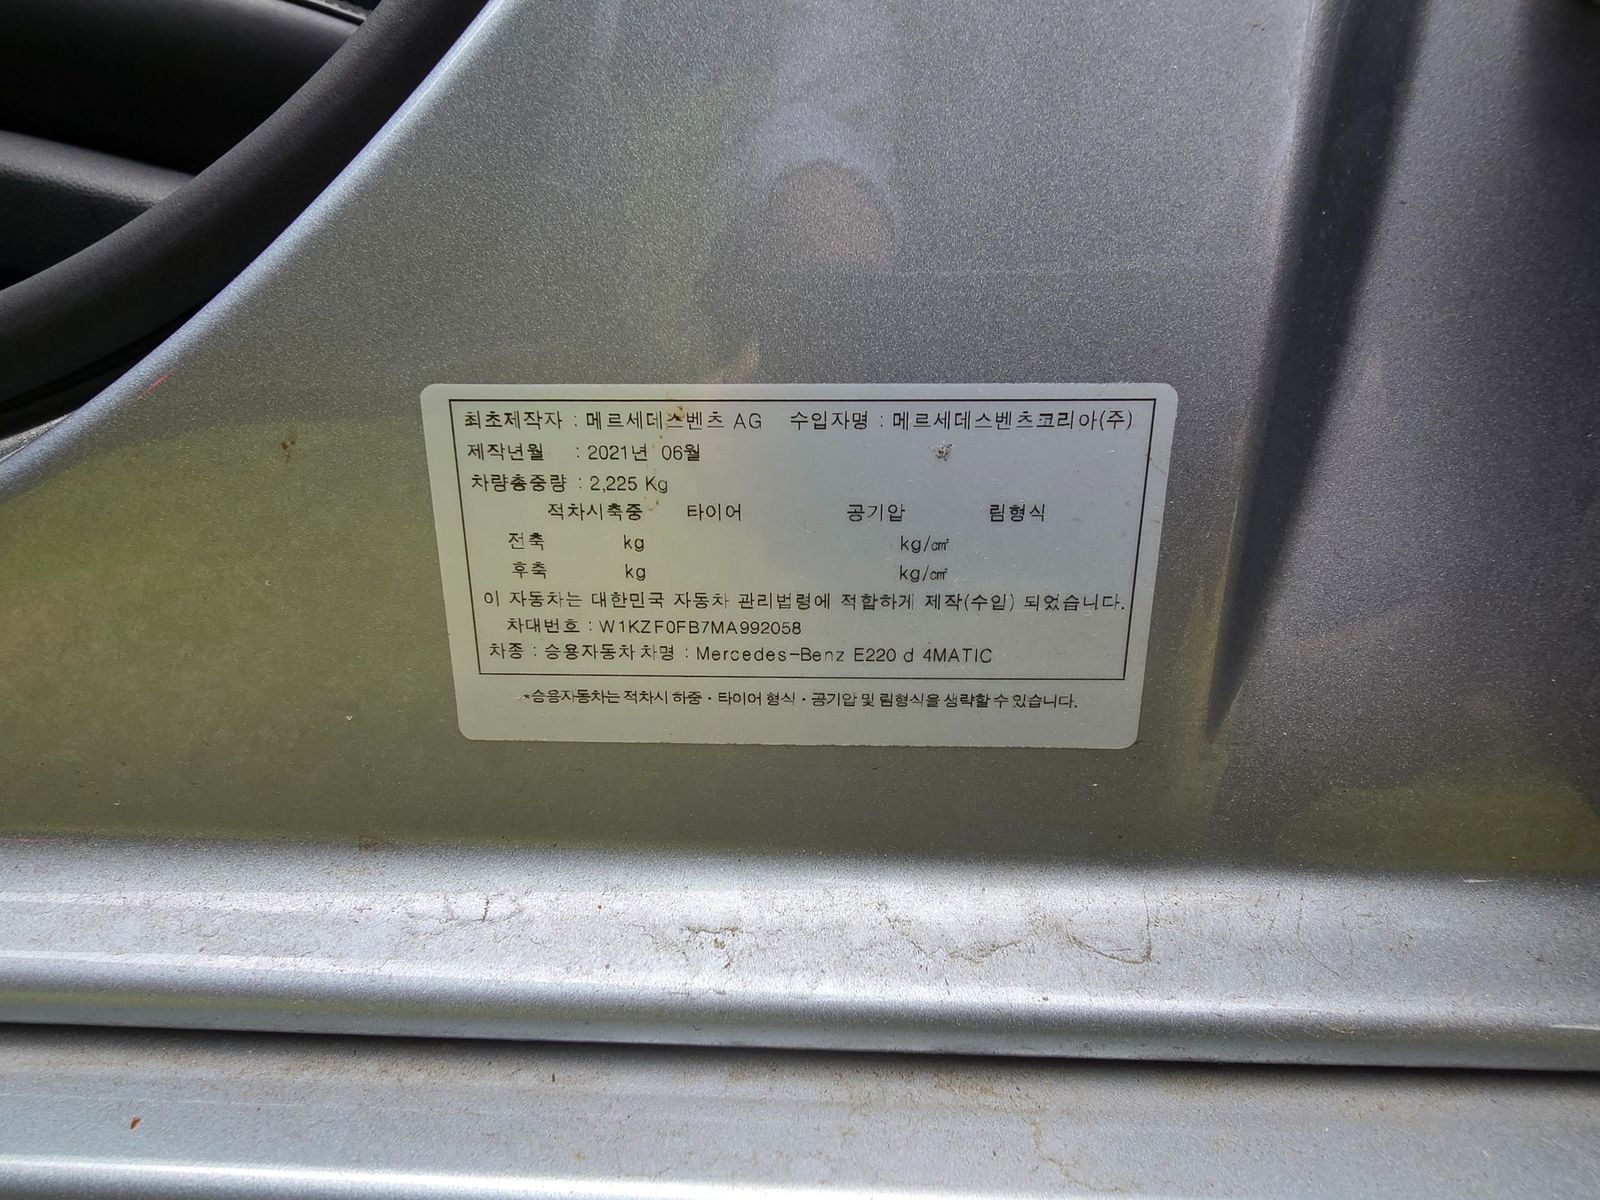 최초제작자 : 메르세데스벤츠 AG 수입자명 : 메르세데스벤츠코리아(주)
제작년월 : 2021년 06월
차량총중량 : 2,225 Kg
적차시축중 타이어 공기압 림형식
전축 kg kg/㎠
후축 kg kg/㎠
이 자동차는 대한민국 자동차 관리법령에 적합하게 제작(수입) 되었습니다.
차대번호 : W1KZF0FB7MA992058
차종 : 승용자동차 차명 : Mercedes-Benz E220 d 4MATIC
*승용자동차는 적차시 하중·타이어 형식·공기압 및 림형식을 생략할 수 있습니다.